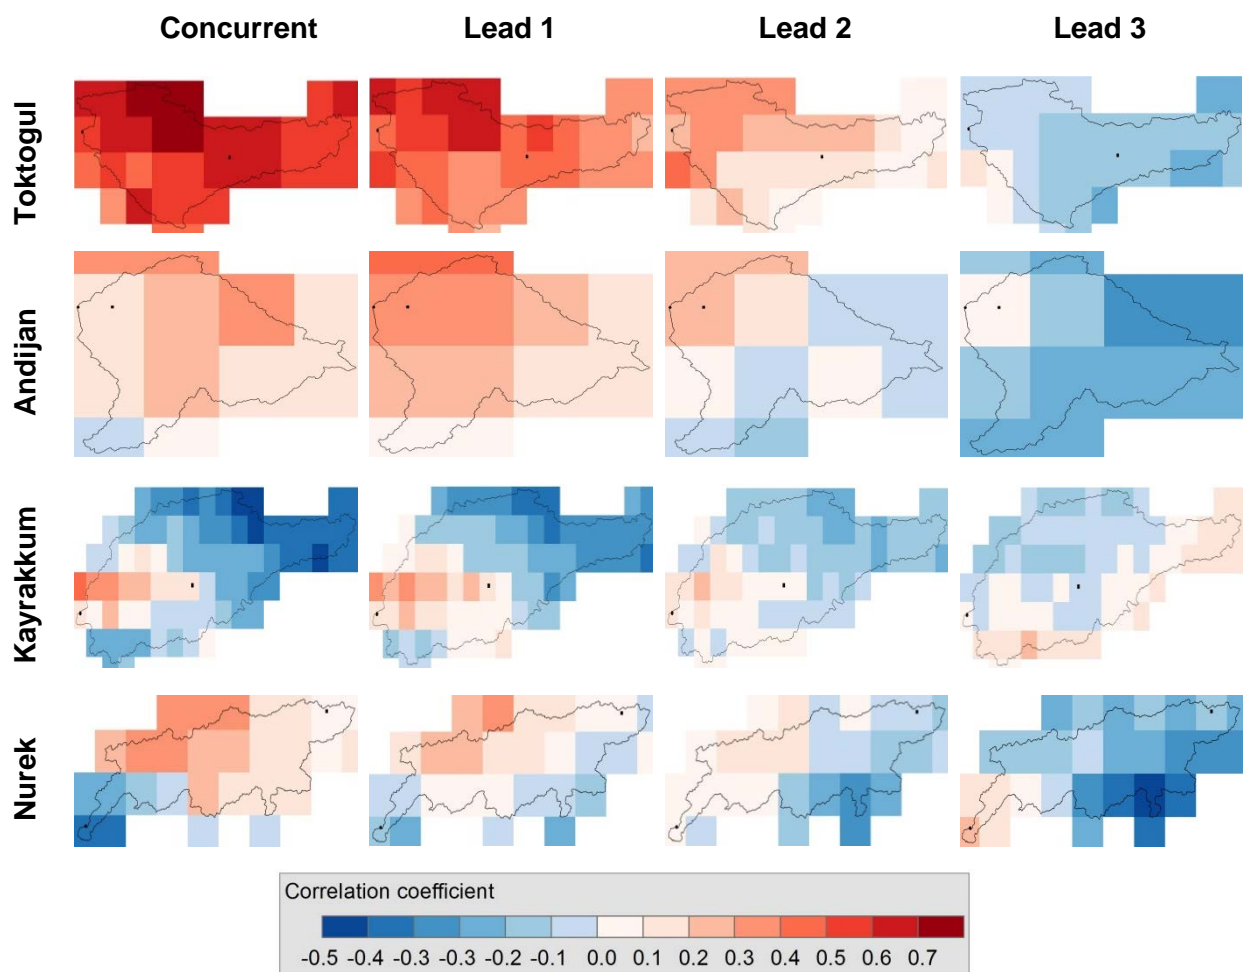 Concurrent Lead 1 Lead 2 Lead 3
Toktogul
Andijan
Kayrakkum
Nurek
Correlation coefficient
-0.5 -0.4 -0.3 -0.3 -0.2 -0.1 0.0 0.1 0.2 0.3 0.4 0.5 0.6 0.7